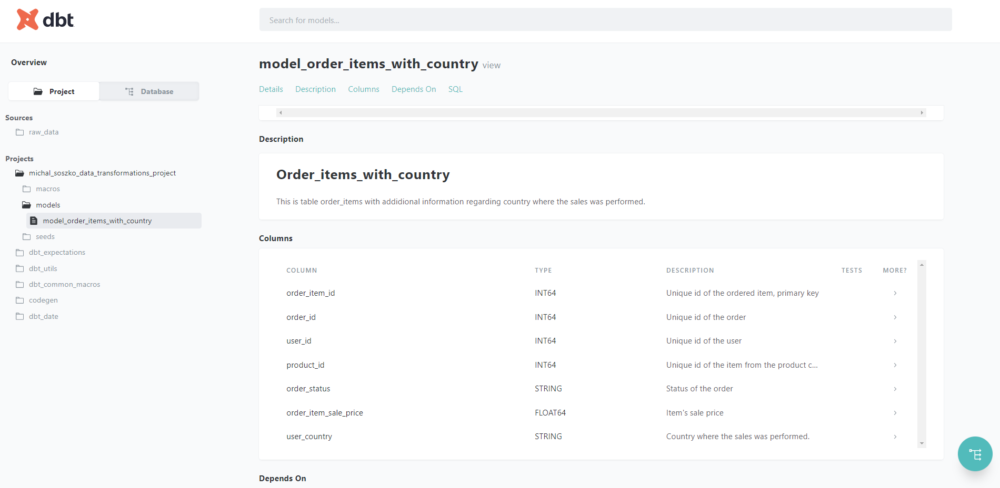 dbt
Search for models...
Overview
Project
Database
Sources
raw_data
Projects
michal_soszko_data_transformations_project
macros
models
model_order_items_with_country
seeds
dbt_expectations
dbt_utils
dbt_common_macros
codegen
dbt_date
model_order_items_with_country view
Details Description Columns Depends On SQL
Description
Order_items_with_country
This is table order_items with addidional information regarding country where the sales was performed.
Columns
COLUMN TYPE DESCRIPTION TESTS MORE?
order_item_id INT64 Unique id of the ordered item, primary key
order_id INT64 Unique id of the order
user_id INT64 Unique id of the user
product_id INT64 Unique id of the item from the product c...
order_status STRING Status of the order
order_item_sale_price FLOAT64 Item's sale price
user_country STRING Country where the sales was performed.
Depends On